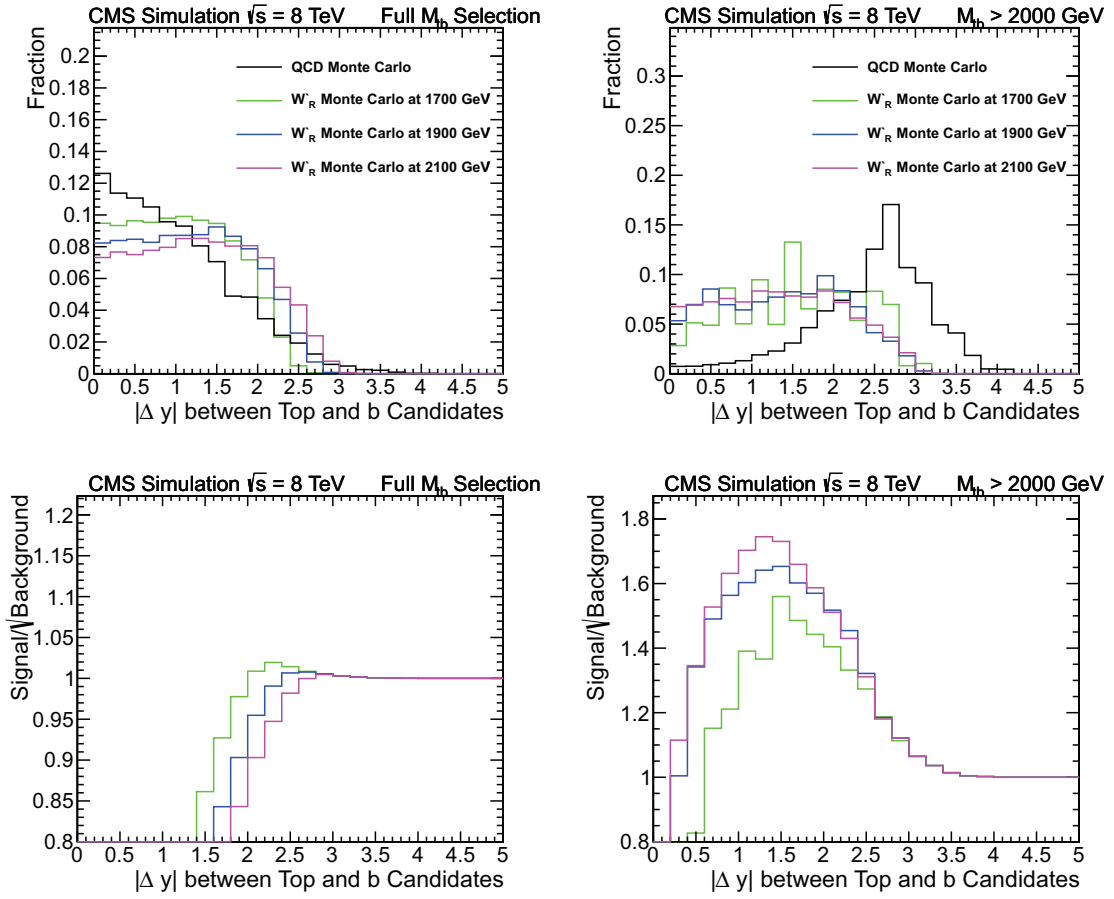 CMS Simulation √s = 8 TeV Full M_tb Selection
Fraction
0.2
0.18
0.16
0.14
0.12
0.1
0.08
0.06
0.04
0.02
0
QCD Monte Carlo
W`_R Monte Carlo at 1700 GeV
W`_R Monte Carlo at 1900 GeV
W`_R Monte Carlo at 2100 GeV
0 0.5 1 1.5 2 2.5 3 3.5 4 4.5 5
|Δ y| between Top and b Candidates
CMS Simulation √s = 8 TeV M_tb > 2000 GeV
Fraction
0.3
0.25
0.2
0.15
0.1
0.05
0
QCD Monte Carlo
W`_R Monte Carlo at 1700 GeV
W`_R Monte Carlo at 1900 GeV
W`_R Monte Carlo at 2100 GeV
0 0.5 1 1.5 2 2.5 3 3.5 4 4.5 5
|Δ y| between Top and b Candidates
CMS Simulation √s = 8 TeV Full M_tb Selection
Signal/√Background
1.2
1.15
1.1
1.05
1
0.95
0.9
0.85
0.8
0 0.5 1 1.5 2 2.5 3 3.5 4 4.5 5
|Δ y| between Top and b Candidates
CMS Simulation √s = 8 TeV M_tb > 2000 GeV
Signal/√Background
1.8
1.6
1.4
1.2
1
0.8
0 0.5 1 1.5 2 2.5 3 3.5 4 4.5 5
|Δ y| between Top and b Candidates